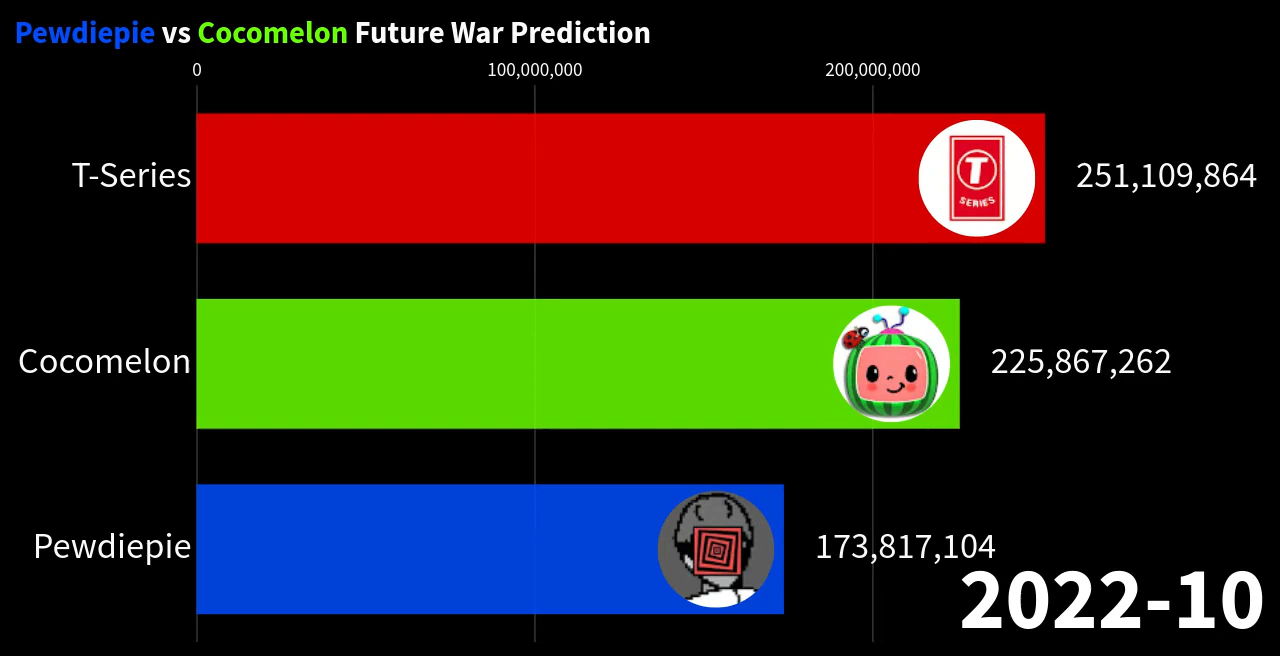 Pewdiepie vs Cocomelon Future War Prediction
0 100,000,000 200,000,000
T-Series T SERIES 251,109,864
Cocomelon 225,867,262
Pewdiepie 173,817,104
2022-10